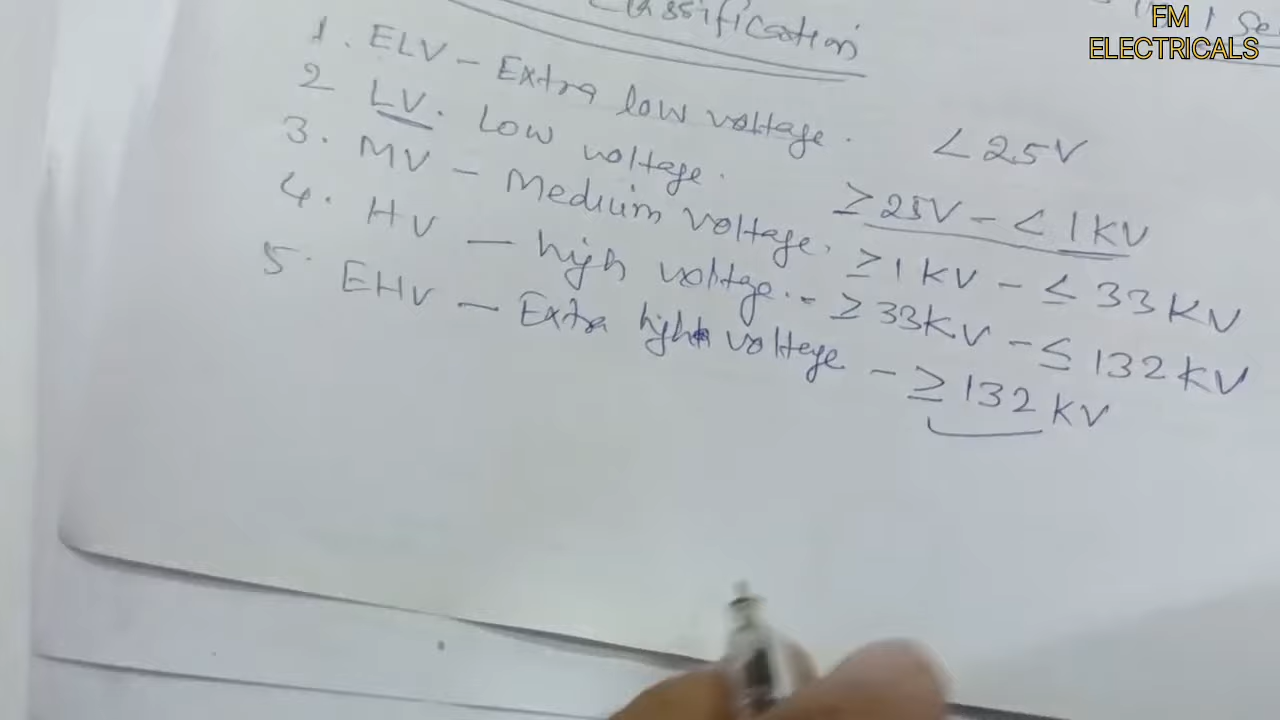 Classification
FM
ELECTRICALS
1. ELV - Extra low voltage. < 25V
2 LV. Low voltage. ≥ 25V - < 1KV
3. MV - Medium voltage. ≥ 1KV - ≤ 33KV
4. HV - high voltage. - ≥ 33KV - ≤ 132KV
5. EHV - Extra high voltage - ≥ 132KV